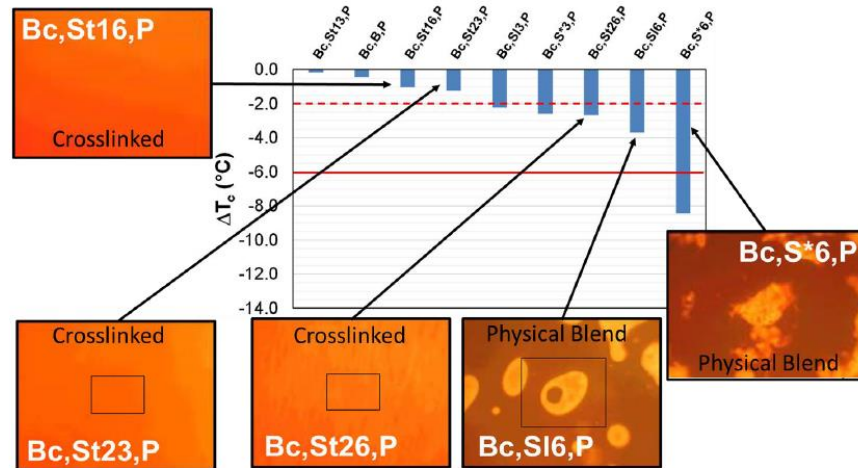 Bc,St16,P
Crosslinked
Bc,St13,P
Bc,B,P
Bc,St16,P
Bc,St23,P
Bc,Sl3,P
Bc,S*3,P
Bc,St26,P
Bc,Sl6,P
Bc,S*6,P
0.0
-2.0
-4.0
-6.0
-8.0
-10.0
-12.0
-14.0
ΔTc (°C)
Bc,S*6,P
Physical Blend
Crosslinked
Bc,St23,P
Crosslinked
Bc,St26,P
Physical Blend
Bc,Sl6,P